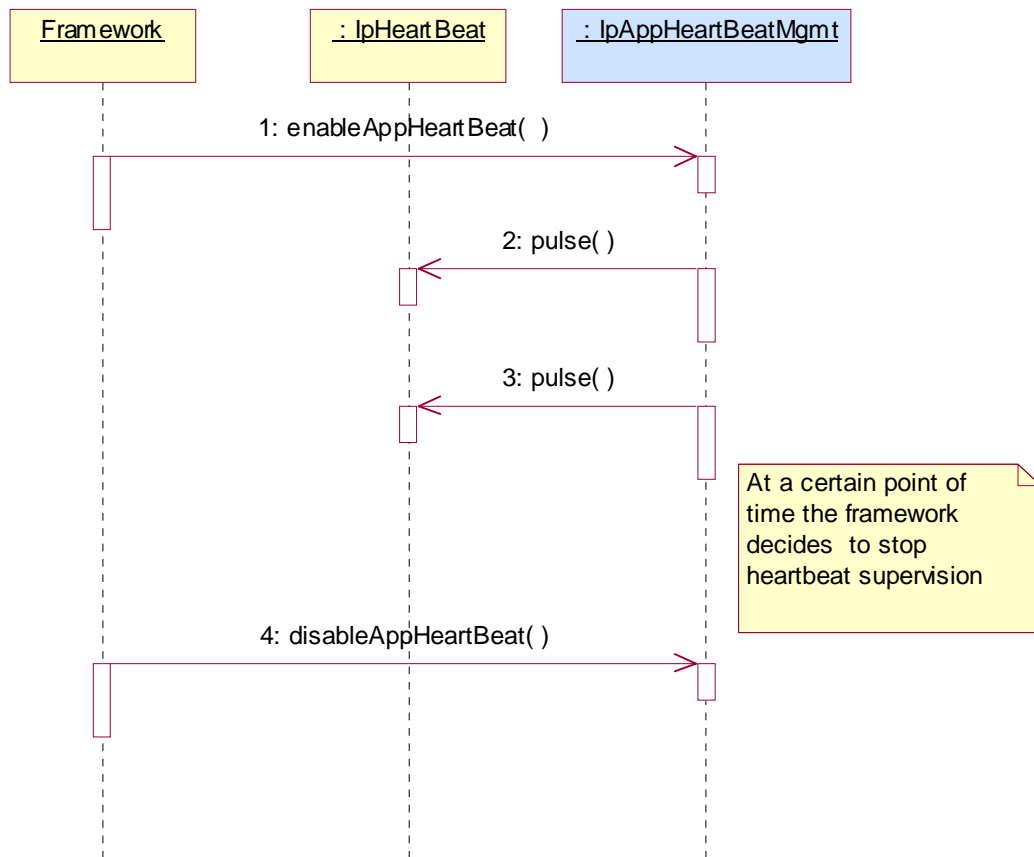 Framework
: IpHeartBeat
: IpAppHeartBeatMgmt
1: enableAppHeartBeat( )
2: pulse( )
3: pulse( )
At a certain point of
time the framework
decides to stop
heartbeat supervision
4: disableAppHeartBeat( )